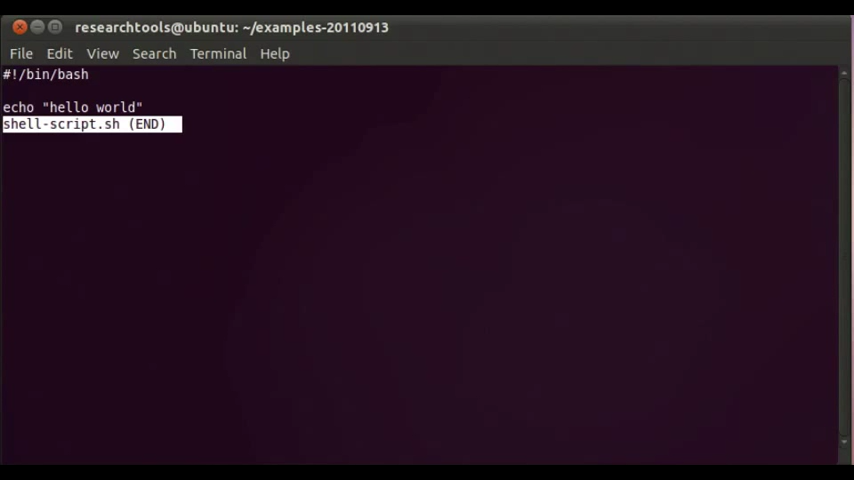 researchtools@ubuntu: ~/examples-20110913
File Edit View Search Terminal Help
#!/bin/bash
echo "hello world"
shell-script.sh (END)